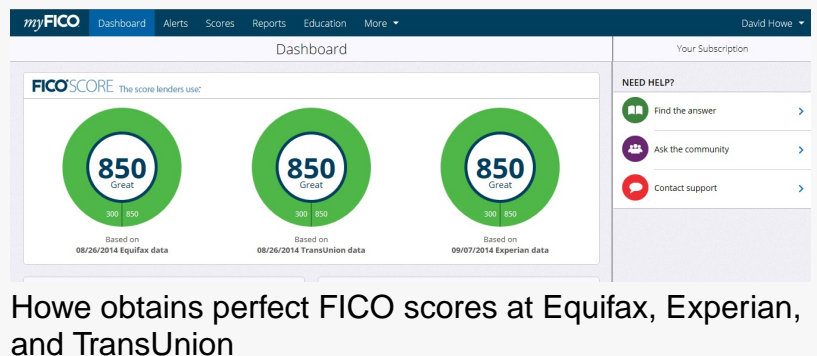 myFICO Dashboard Alerts Scores Reports Education More David Howe
Dashboard Your Subscription
FICO SCORE The score lenders use.
NEED HELP?
Find the answer
Ask the community
Contact support
850 850 850
Great Great Great
300 850 300 850 300 850
Based on Based on Based on
08/26/2014 Equifax data 08/26/2014 TransUnion data 09/07/2014 Experian data
Howe obtains perfect FICO scores at Equifax, Experian,
and TransUnion